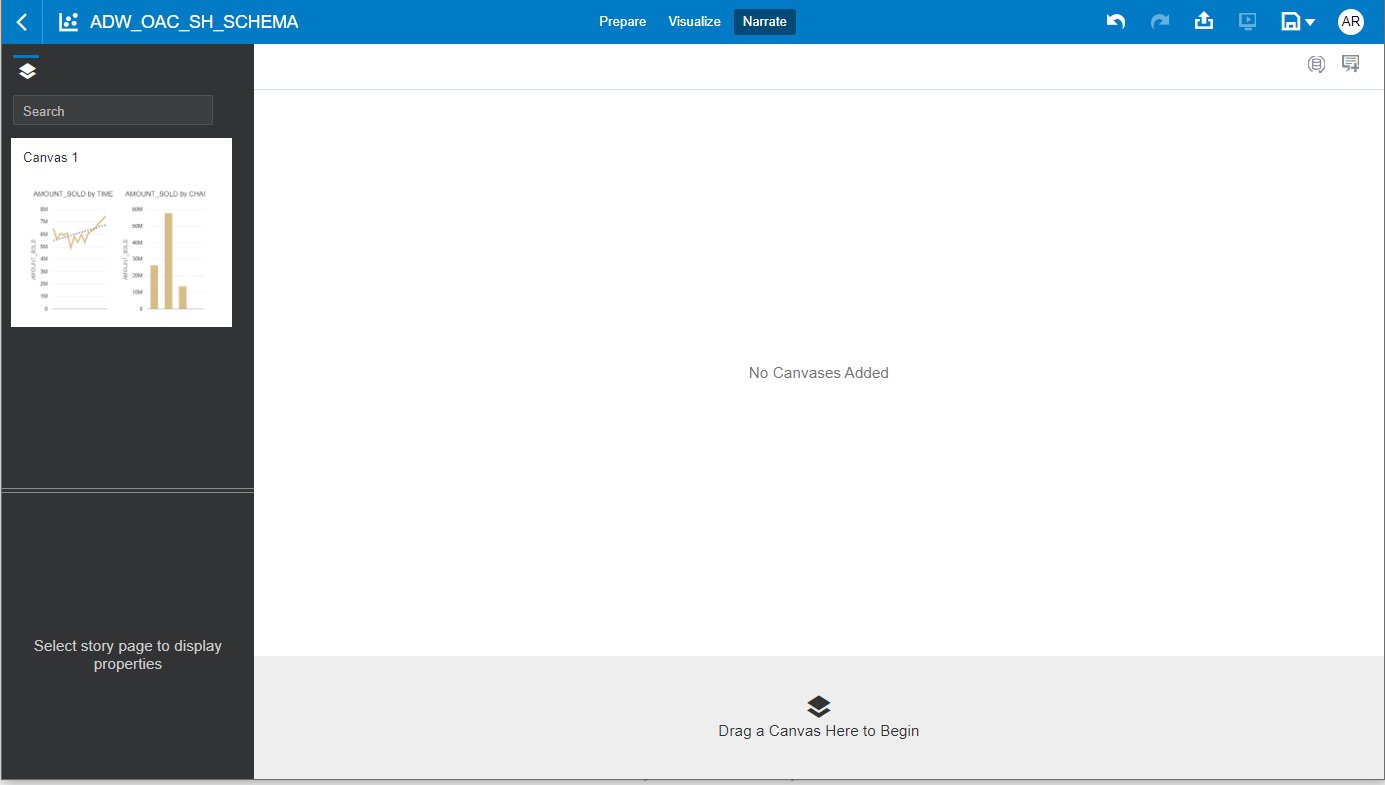 ADW_OAC_SH_SCHEMA
Prepare Visualize Narrate
AR
Search
Canvas 1
AMOUNT_SOLD by TIME
AMOUNT_SOLD by CHAI
AMOUNT_SOLD
8M
7M
6M
5M
4M
3M
2M
1M
0
AMOUNT_SOLD
60M
50M
40M
30M
20M
10M
0
No Canvases Added
Select story page to display
properties
Drag a Canvas Here to Begin